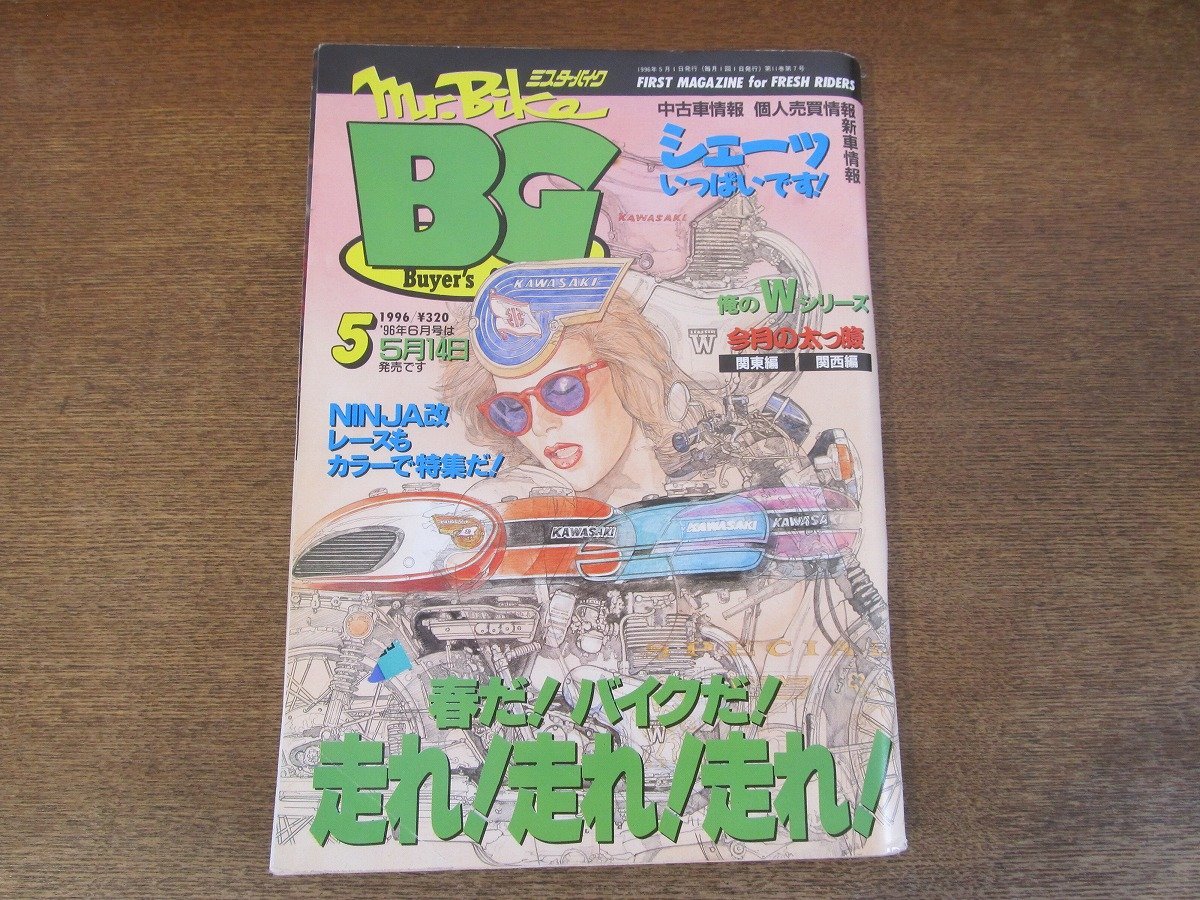 1996年5月1日発行(毎月1回1日発行)第11巻第7号
FIRST MAGAZINE for FRESH RIDERS
Mr.Bike
ミスターバイク
BG
Buyer's
中古車情報 個人売買情報
新車情報
シェーッ
いっぱいです!
KAWASAKI
KAWASAKI
俺のWシリーズ
W
今月の太っ腹
関東編 関西編
5
1996/¥320
'96年6月号は
5月14日
発売です
NINJA改
レースも
カラーで特集だ!
KAWASAKI
KAWASAKI
KAWASAKI
SPECIAL
春だ!バイクだ!
W
走れ!走れ!走れ!